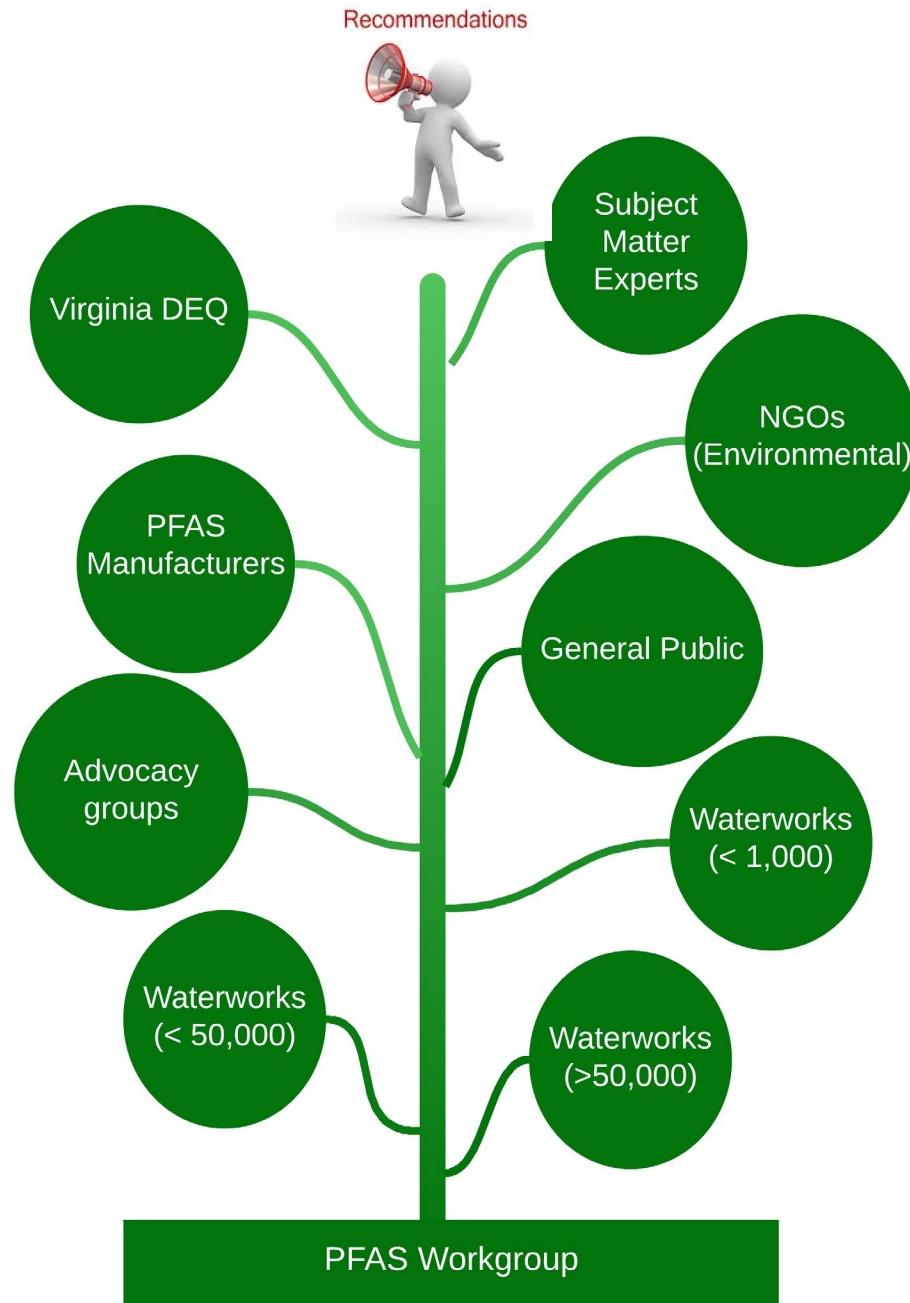 Recommendations
Subject
Matter
Experts
Virginia DEQ
NGOs
(Environmental)
PFAS
Manufacturers
General Public
Advocacy
groups
Waterworks
(< 1,000)
Waterworks
(< 50,000)
Waterworks
(>50,000)
PFAS Workgroup